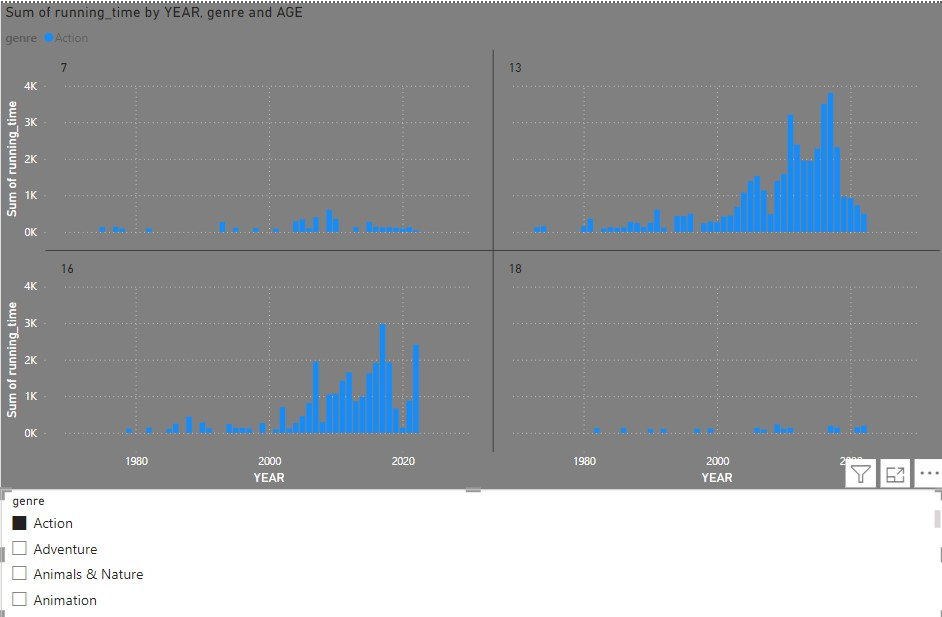 Sum of running_time by YEAR, genre and AGE
genre Action
7
13
4K
3K
2K
1K
0K
Sum of running_time
16
18
4K
3K
2K
1K
0K
Sum of running_time
1980 2000 2020
1980 2000
YEAR
YEAR
genre
Action
Adventure
Animals & Nature
Animation